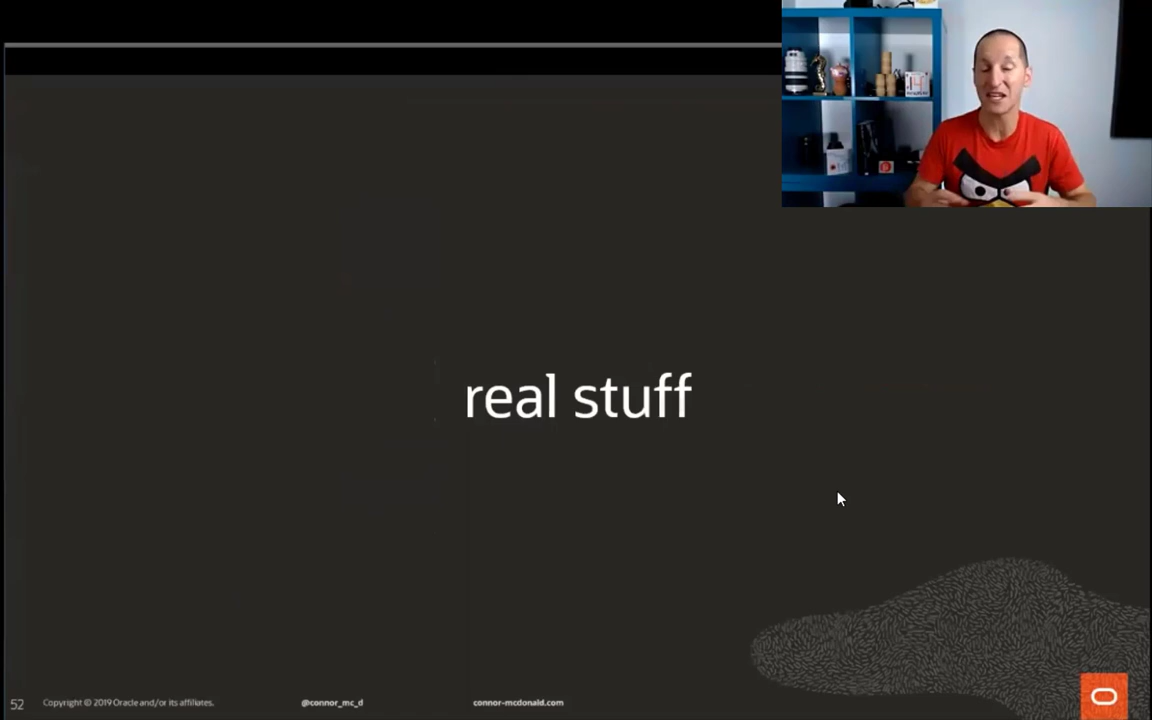 real stuff
52 Copyright © 2019 Oracle and/or its affiliates. @connor_mc_d connor-mcdonald.com